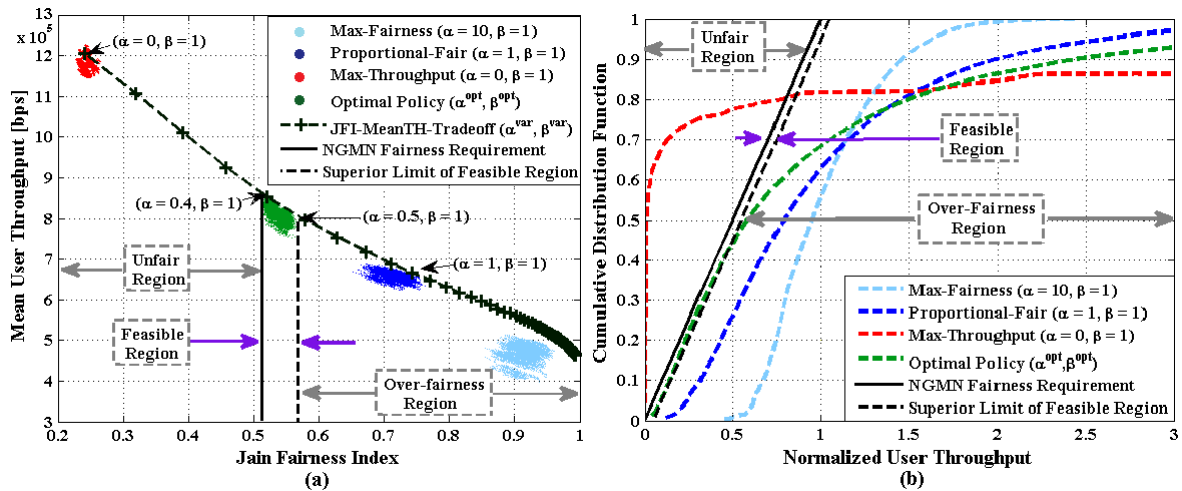 x 10⁵
13
12
11
10
9
8
7
6
5
4
3
Mean User Throughput [bps]
(α = 0, β = 1)
Max-Fairness (α = 10, β = 1)
Proportional-Fair (α = 1, β = 1)
Max-Throughput (α = 0, β = 1)
Optimal Policy (α^opt, β^opt)
JFI-MeanTH-Tradeoff (α^var, β^var)
NGMN Fairness Requirement
Superior Limit of Feasible Region
(α = 0.4, β = 1)
(α = 0.5, β = 1)
(α = 1, β = 1)
Unfair
Region
Feasible
Region
Over-fairness
Region
0.2 0.3 0.4 0.5 0.6 0.7 0.8 0.9 1
Jain Fairness Index
(a)
1
0.9
0.8
0.7
0.6
0.5
0.4
0.3
0.2
0.1
0
Cumulative Distribution Function
Unfair
Region
Feasible
Region
Over-Fairness
Region
Max-Fairness (α = 10, β = 1)
Proportional-Fair (α = 1, β = 1)
Max-Throughput (α = 0, β = 1)
Optimal Policy (α^opt,β^opt)
NGMN Fairness Requirement
Superior Limit of Feasible Region
0 0.5 1 1.5 2 2.5 3
Normalized User Throughput
(b)